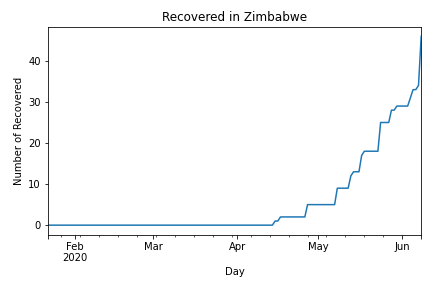 Recovered in Zimbabwe
Number of Recovered
40
30
20
10
0
Feb
2020
Mar
Apr
May
Jun
Day